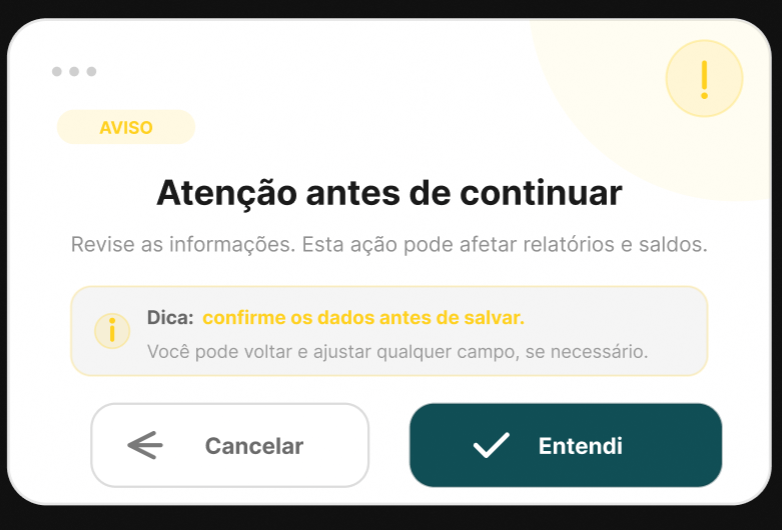 AVISO
Atenção antes de continuar
Revise as informações. Esta ação pode afetar relatórios e saldos.
Dica: confirme os dados antes de salvar.
Você pode voltar e ajustar qualquer campo, se necessário.
Cancelar
Entendi